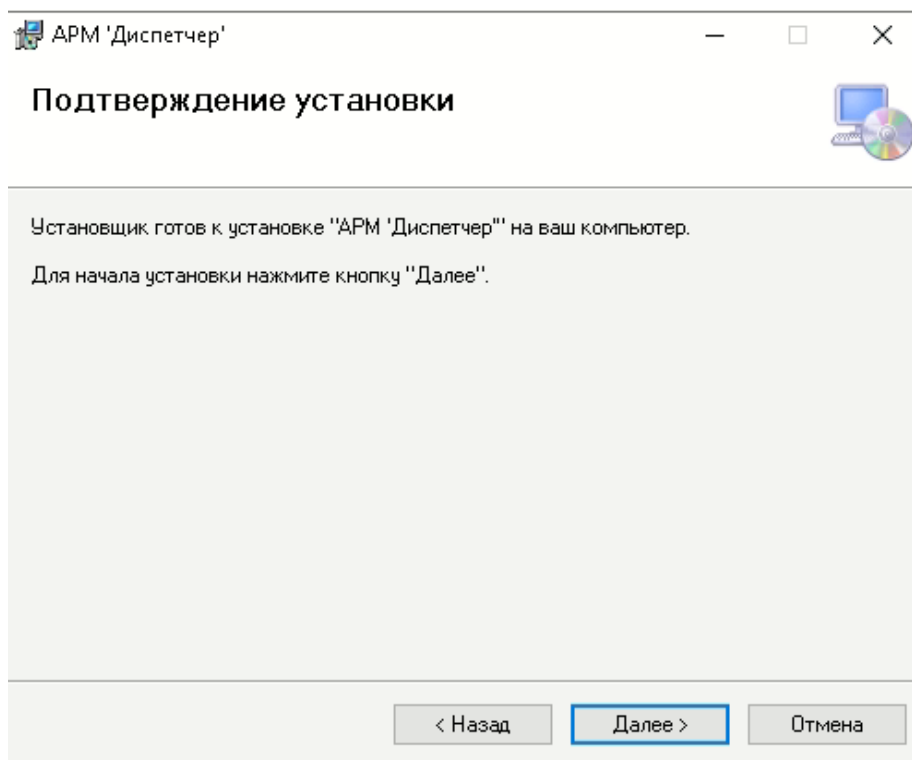 АРМ 'Диспетчер'
Подтверждение установки
Установщик готов к установке "АРМ 'Диспетчер'" на ваш компьютер.
Для начала установки нажмите кнопку "Далее".
< Назад
Далее >
Отмена